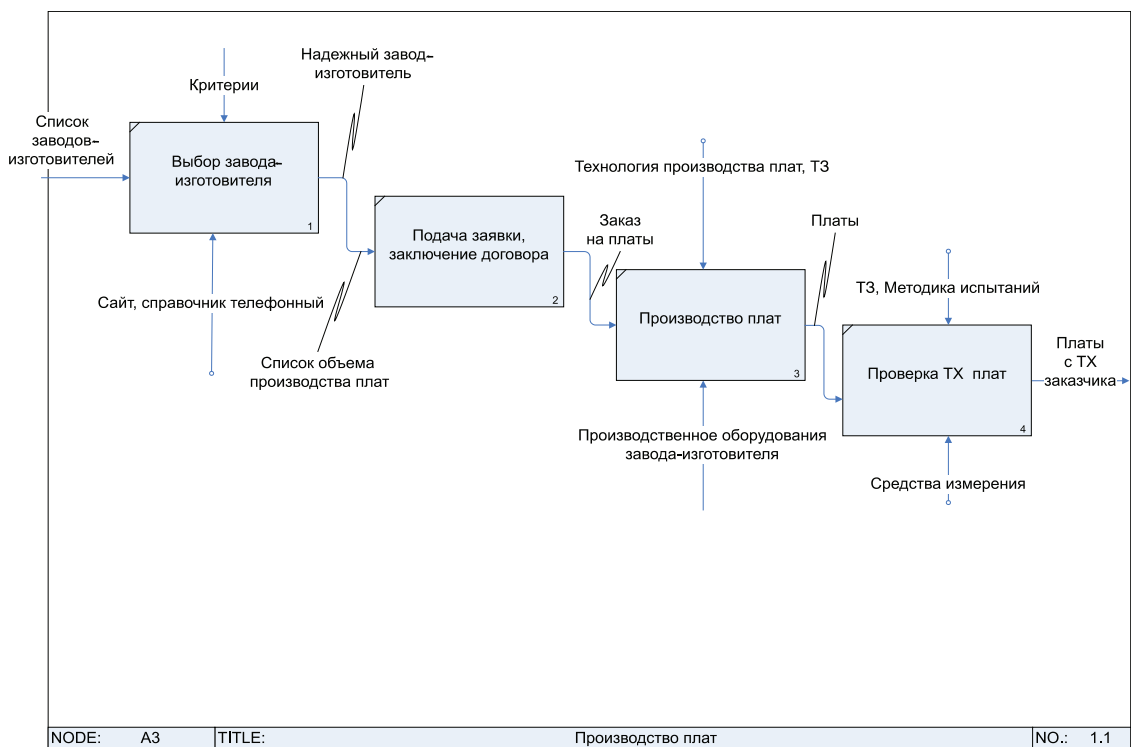 Надежный завод-
изготовитель
Критерии
Список
заводов-
изготовителей
Выбор завода-
изготовителя
1
Технология производства плат, ТЗ
Подача заявки,
заключение договора
2
Заказ
на платы
Платы
Сайт, справочник телефонный
ТЗ, Методика испытаний
Производство плат
3
Список объема
производства плат
Платы
с ТХ
заказчика
Проверка ТХ плат
4
Производственное оборудования
завода-изготовителя
Средства измерения
NODE: A3 TITLE: Производство плат NO.: 1.1